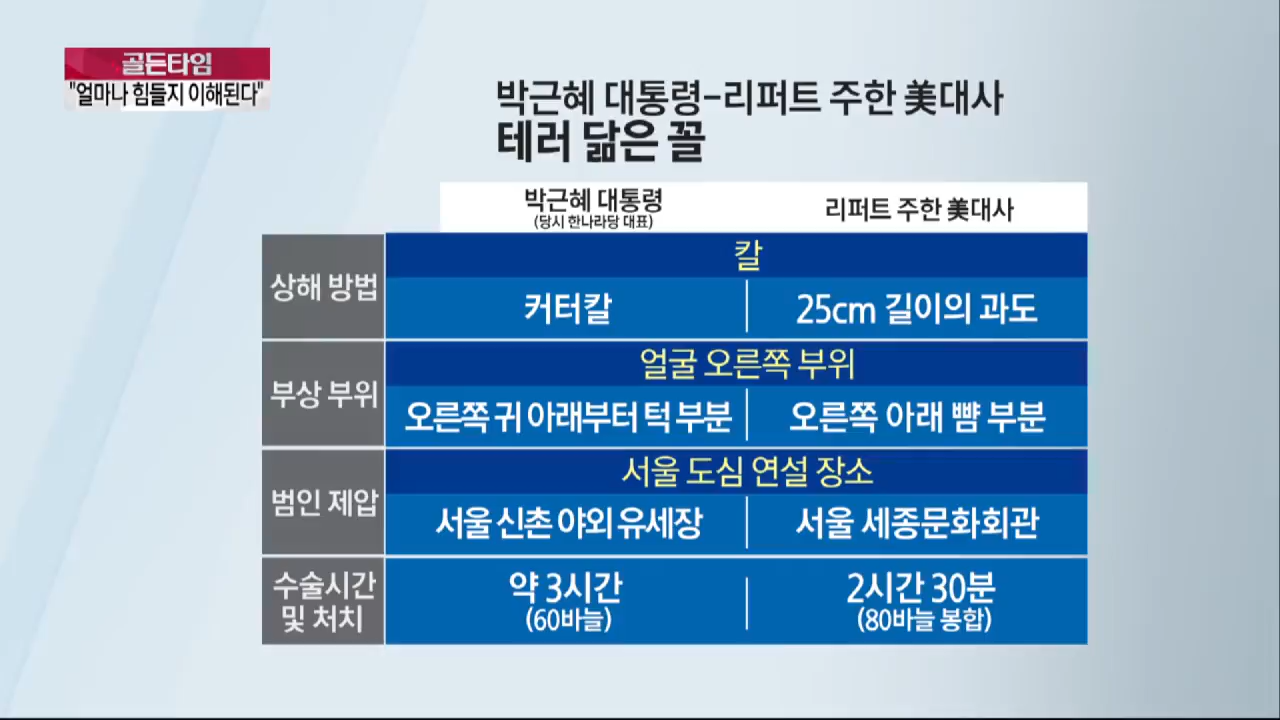 골든타임
"얼마나 힘들지 이해된다"
박근혜 대통령-리퍼트 주한 美대사
테러 닮은 꼴
박근혜 대통령
(당시 한나라당 대표)
리퍼트 주한 美대사
상해 방법
칼
커터칼
25cm 길이의 과도
부상 부위
얼굴 오른쪽 부위
오른쪽 귀 아래부터 턱 부분
오른쪽 아래 뺨 부분
범인 제압
서울 도심 연설 장소
서울 신촌 야외 유세장
서울 세종문화회관
수술시간
및 처치
약 3시간
(60바늘)
2시간 30분
(80바늘 봉합)